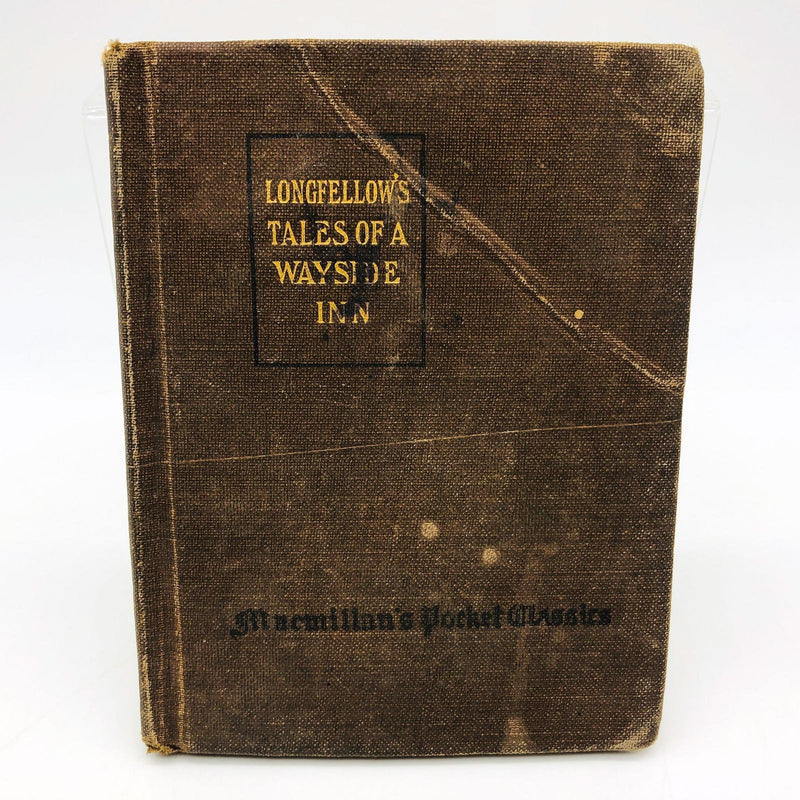 LONGFELLOW'S
TALES OF A
WAYSIDE
INN
Macmillan's Pocket Classics